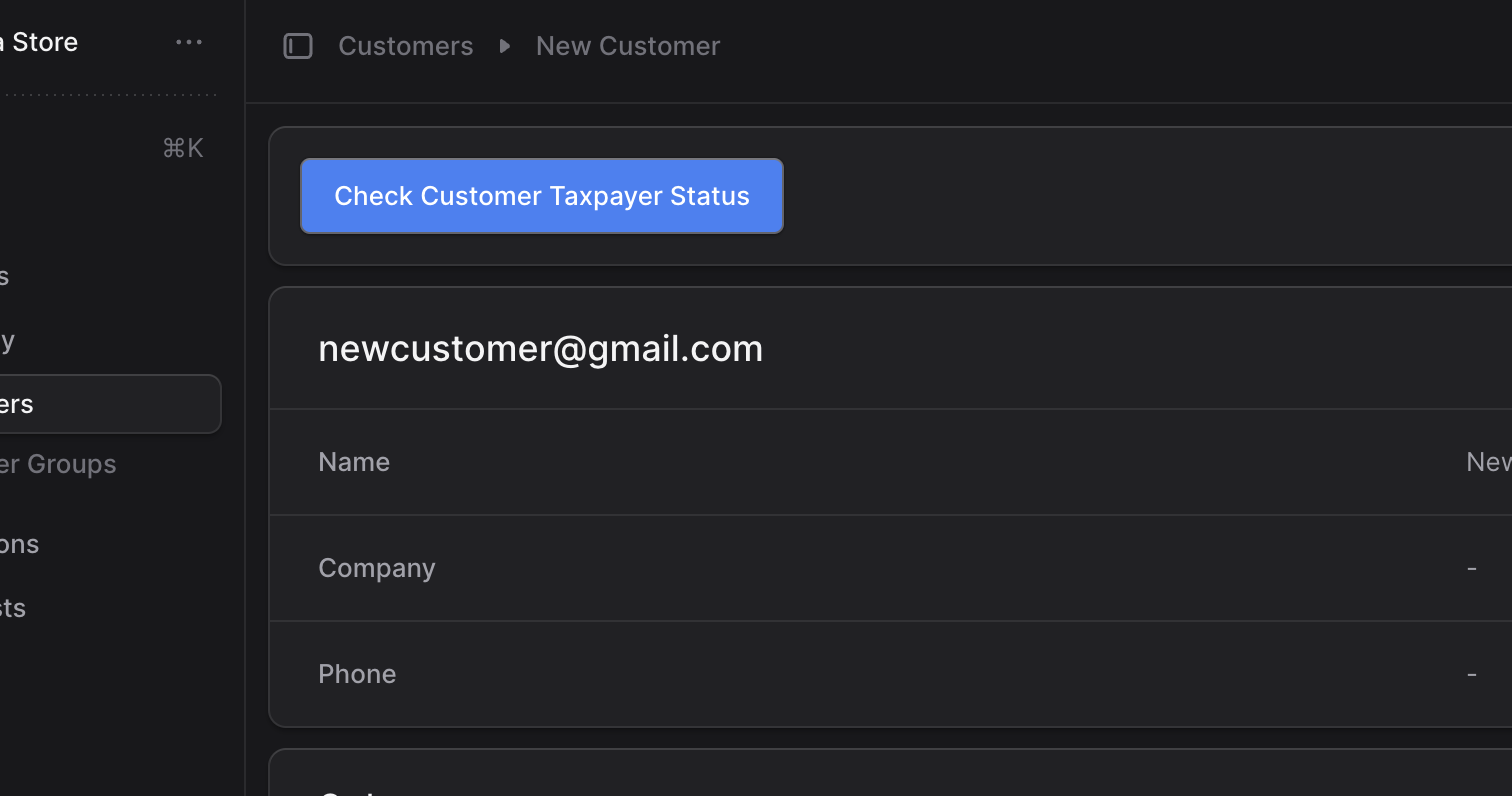 a Store
⌘K
s
y
ers
er Groups
ons
sts
Customers
New Customer
Check Customer Taxpayer Status
newcustomer@gmail.com
Name
New
Company
-
Phone
-